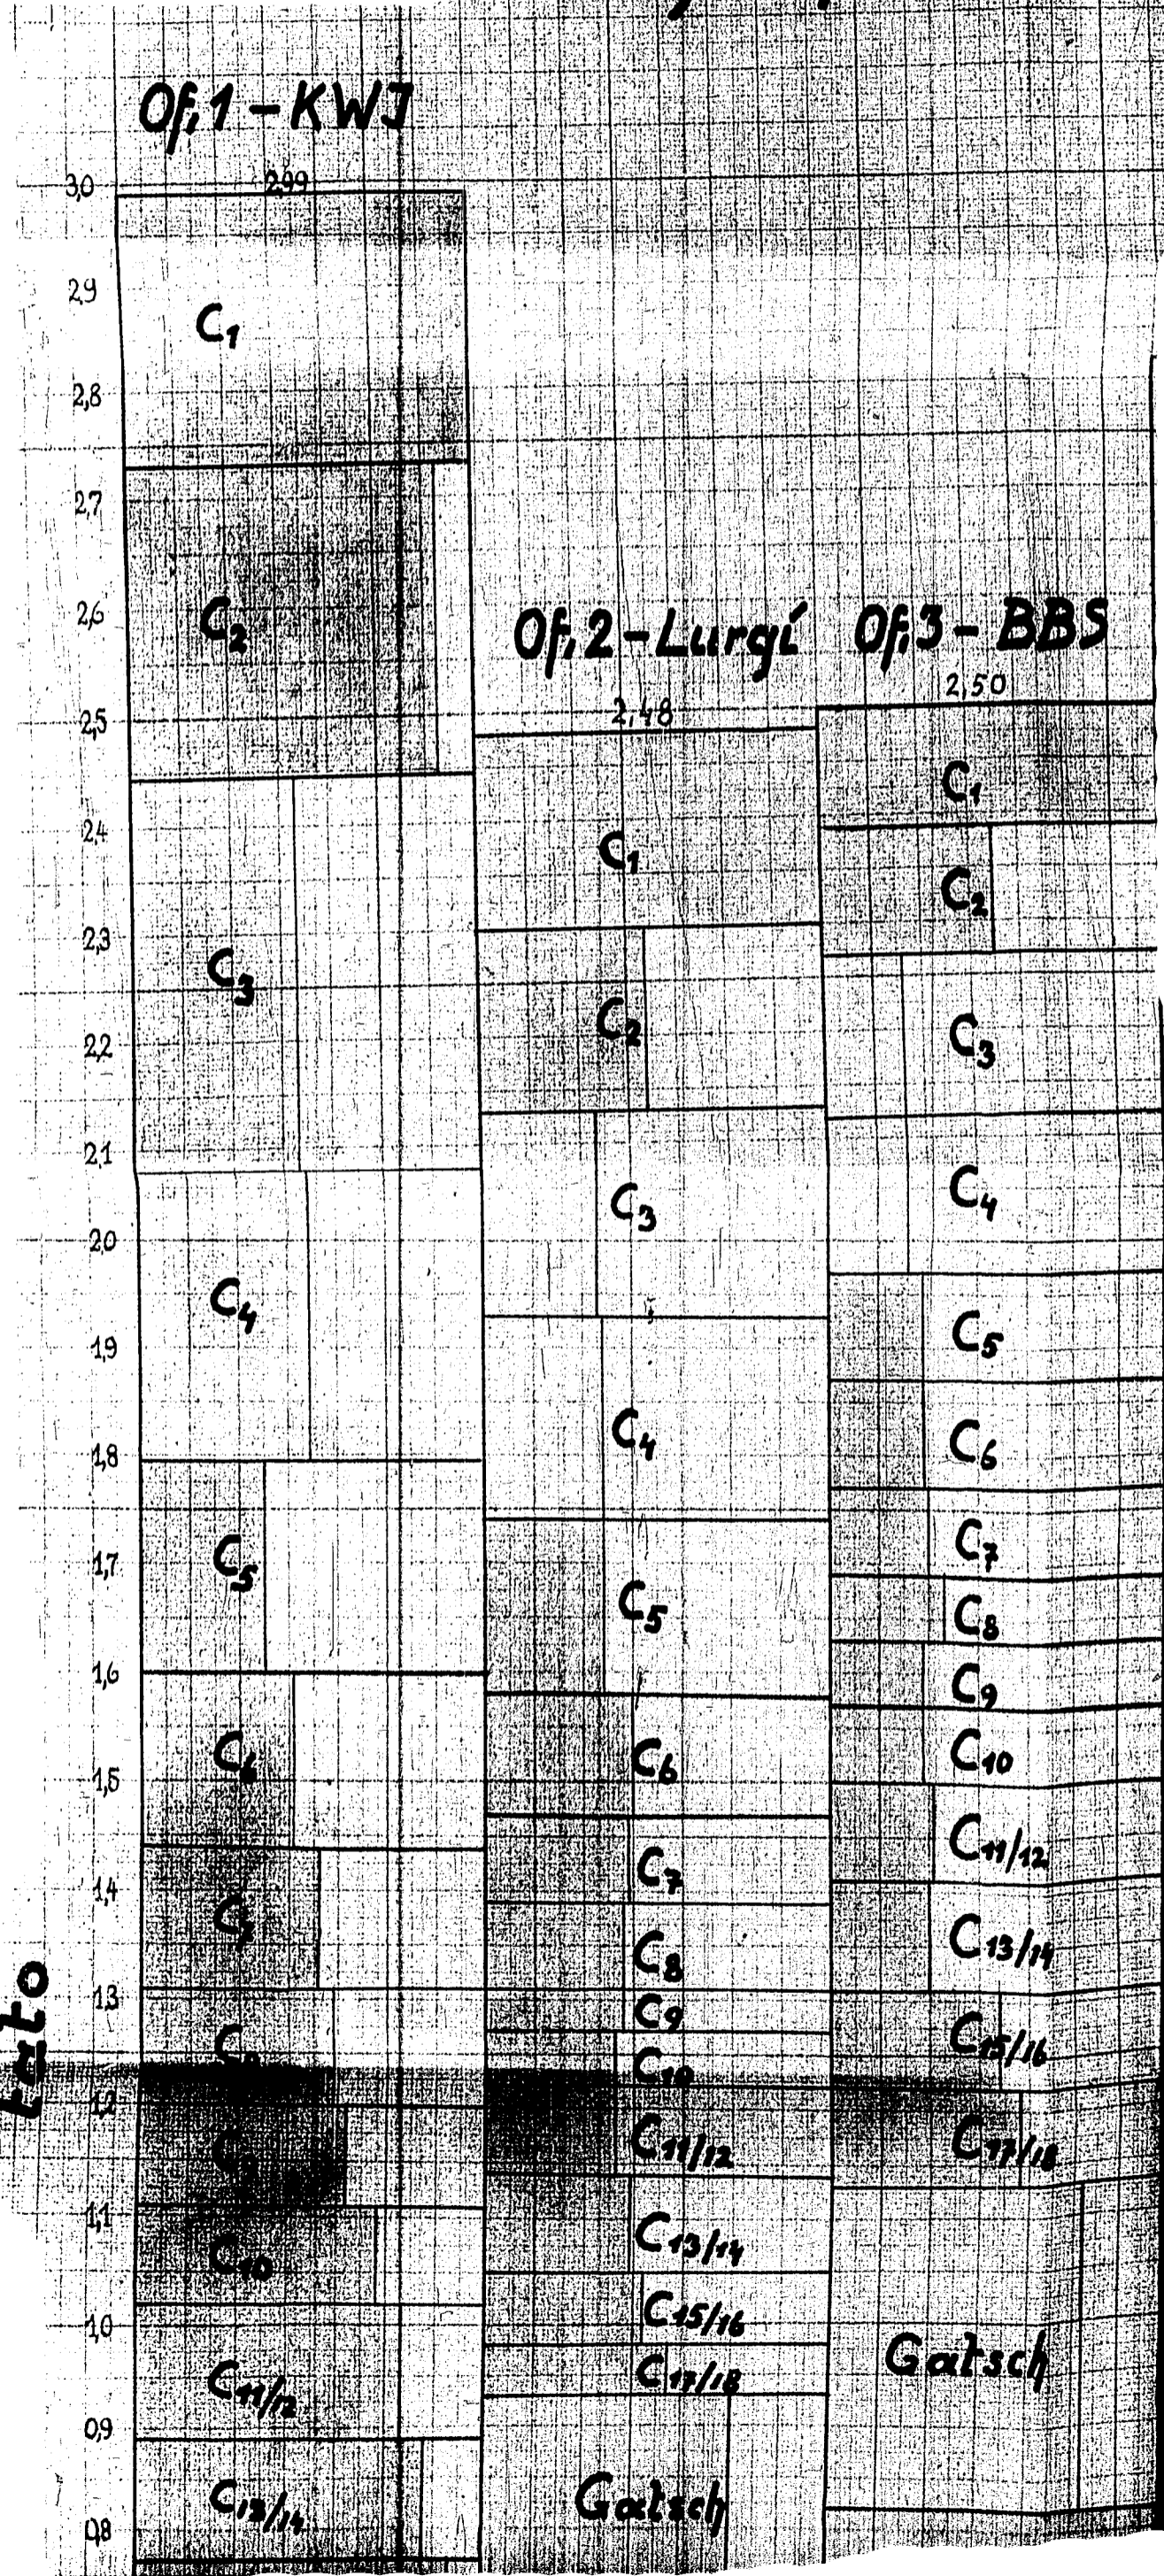 Of,1-KWJ
2,99
C₁
C₂
C₃
C₄
C₅
C₆
C₇
C₉
C₁₀
C₁₁/₁₂
C₁₃/₁₄
Of,2-Lurgi
2,48
C₁
C₂
C₃
C₄
C₅
C₆
C₇
C₈
C₉
C₁₀
C₁₁/₁₂
C₁₃/₁₄
C₁₅/₁₆
C₁₇/₁₈
Gatsch
Of,3-BBS
2,50
C₁
C₂
C₃
C₄
C₅
C₆
C₇
C₈
C₉
C₁₀
C₁₁/₁₂
C₁₃/₁₄
C₁₅/₁₆
C₁₇/₁₈
Gatsch
3,0
2,9
2,8
2,7
2,6
2,5
2,4
2,3
2,2
2,1
2,0
1,9
1,8
1,7
1,6
1,5
1,4
1,3
1,2
1,1
1,0
0,9
0,8
tato